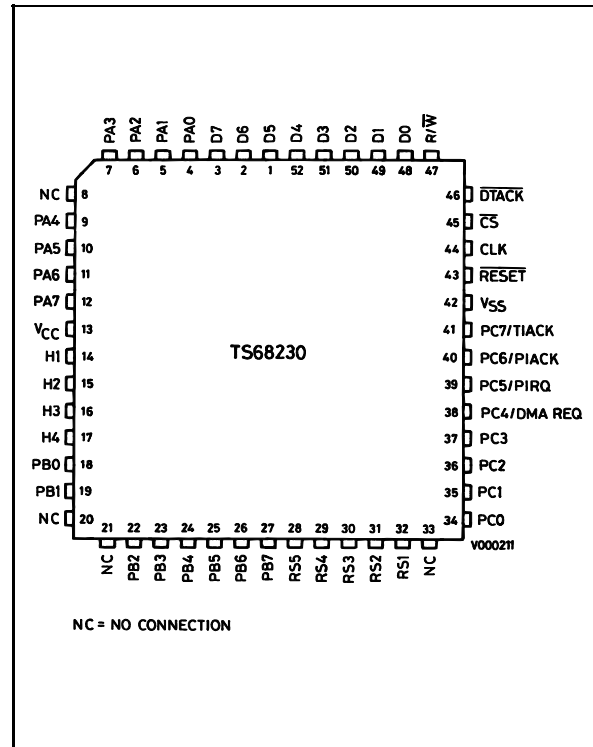 PA3 PA2 PA1 PA0 D7 D6 D5 D4 D3 D2 D1 D0 R/W̅
7 6 5 4 3 2 1 52 51 50 49 48 47
NC 8
PA4 9
PA5 10
PA6 11
PA7 12
VCC 13
H1 14
H2 15
H3 16
H4 17
PB0 18
PB1 19
NC 20
TS68230
46 D̅T̅A̅C̅K̅
45 C̅S̅
44 CLK
43 R̅E̅S̅E̅T̅
42 VSS
41 PC7/TIACK
40 PC6/PIACK
39 PC5/PIRQ
38 PC4/DMA REQ
37 PC3
36 PC2
35 PC1
34 PC0
21 22 23 24 25 26 27 28 29 30 31 32 33
NC PB2 PB3 PB4 PB5 PB6 PB7 RS5 RS4 RS3 RS2 RS1 NC
V000211
NC = NO CONNECTION